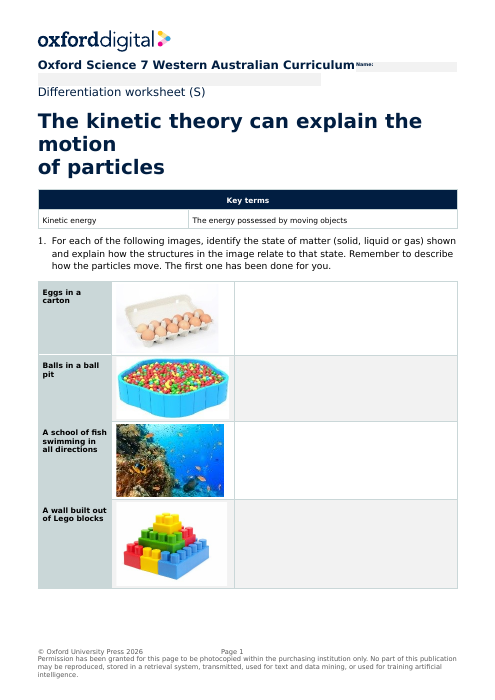 oxforddigital
Oxford Science 7 Western Australian Curriculum Name:
Differentiation worksheet (S)
The kinetic theory can explain the
motion
of particles
Key terms
Kinetic energy The energy possessed by moving objects
1. For each of the following images, identify the state of matter (solid, liquid or gas) shown
and explain how the structures in the image relate to that state. Remember to describe
how the particles move. The first one has been done for you.
Eggs in a
carton
Balls in a ball
pit
A school of fish
swimming in
all directions
A wall built out
of Lego blocks
© Oxford University Press 2026 Page 1
Permission has been granted for this page to be photocopied within the purchasing institution only. No part of this publication
may be reproduced, stored in a retrieval system, transmitted, used for text and data mining, or used for training artificial
intelligence.